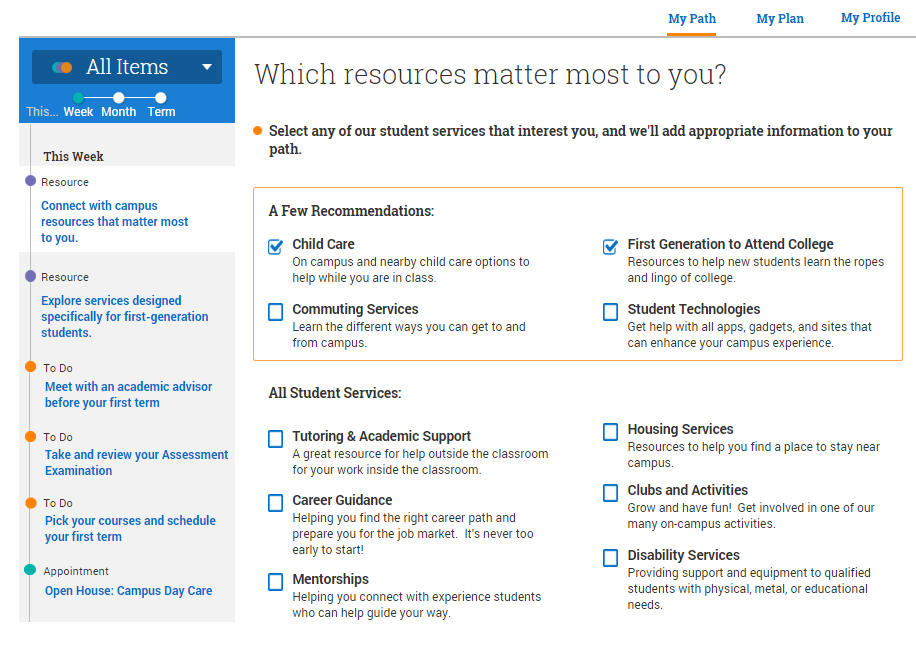 My Path My Plan My Profile
All Items
This... Week Month Term
This Week
Resource
Connect with campus
resources that matter most
to you.
Resource
Explore services designed
specifically for first-generation
students.
To Do
Meet with an academic advisor
before your first term
To Do
Take and review your Assessment
Examination
To Do
Pick your courses and schedule
your first term
Appointment
Open House: Campus Day Care
Which resources matter most to you?
Select any of our student services that interest you, and we'll add appropriate information to your
path.
A Few Recommendations:
Child Care
On campus and nearby child care options to
help while you are in class.
Commuting Services
Learn the different ways you can get to and
from campus.
First Generation to Attend College
Resources to help new students learn the ropes
and lingo of college.
Student Technologies
Get help with all apps, gadgets, and sites that
can enhance your campus experience.
All Student Services:
Tutoring & Academic Support
A great resource for help outside the classroom
for your work inside the classroom.
Career Guidance
Helping you find the right career path and
prepare you for the job market. It's never too
early to start!
Mentorships
Helping you connect with experience students
who can help guide your way.
Housing Services
Resources to help you find a place to stay near
campus.
Clubs and Activities
Grow and have fun! Get involved in one of our
many on-campus activities.
Disability Services
Providing support and equipment to qualified
students with physical, metal, or educational
needs.